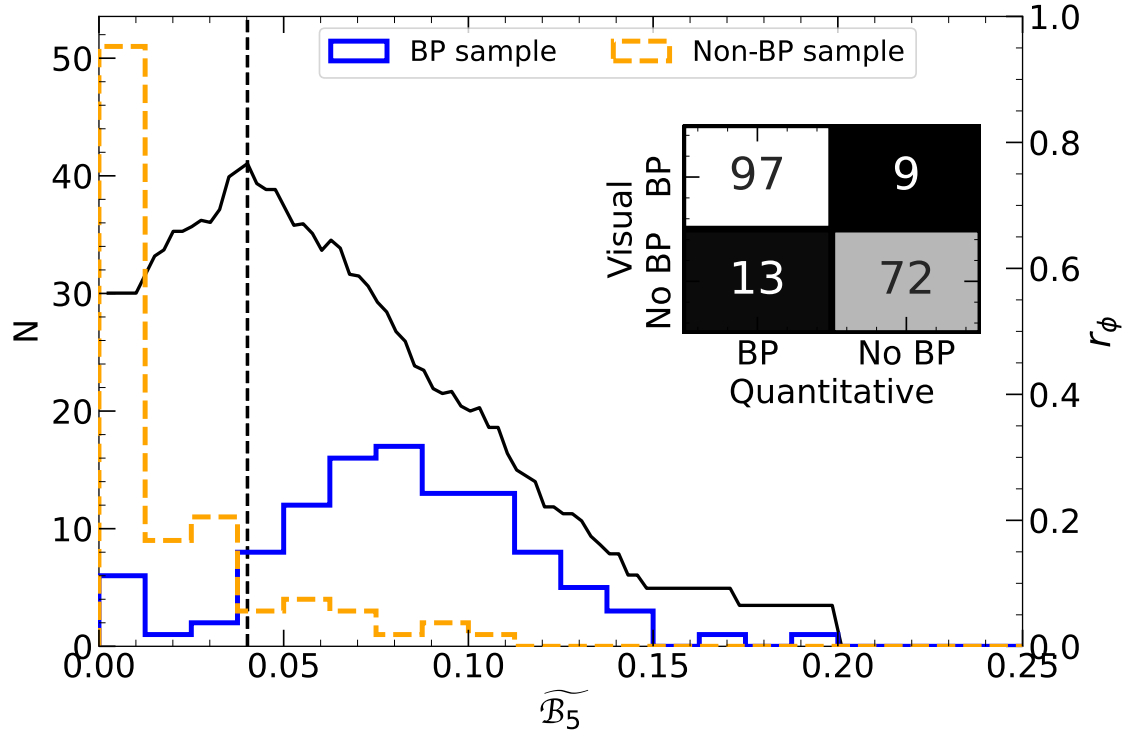 BP sample Non-BP sample
50
40
30
20
10
0
N
1.0
0.8
0.6
0.4
0.2
0.0
r_ϕ
97 9
13 72
BP
No BP
Visual
BP No BP
Quantitative
0.00 0.05 0.10 0.15 0.20 0.25
\widetilde{ℬ_5}